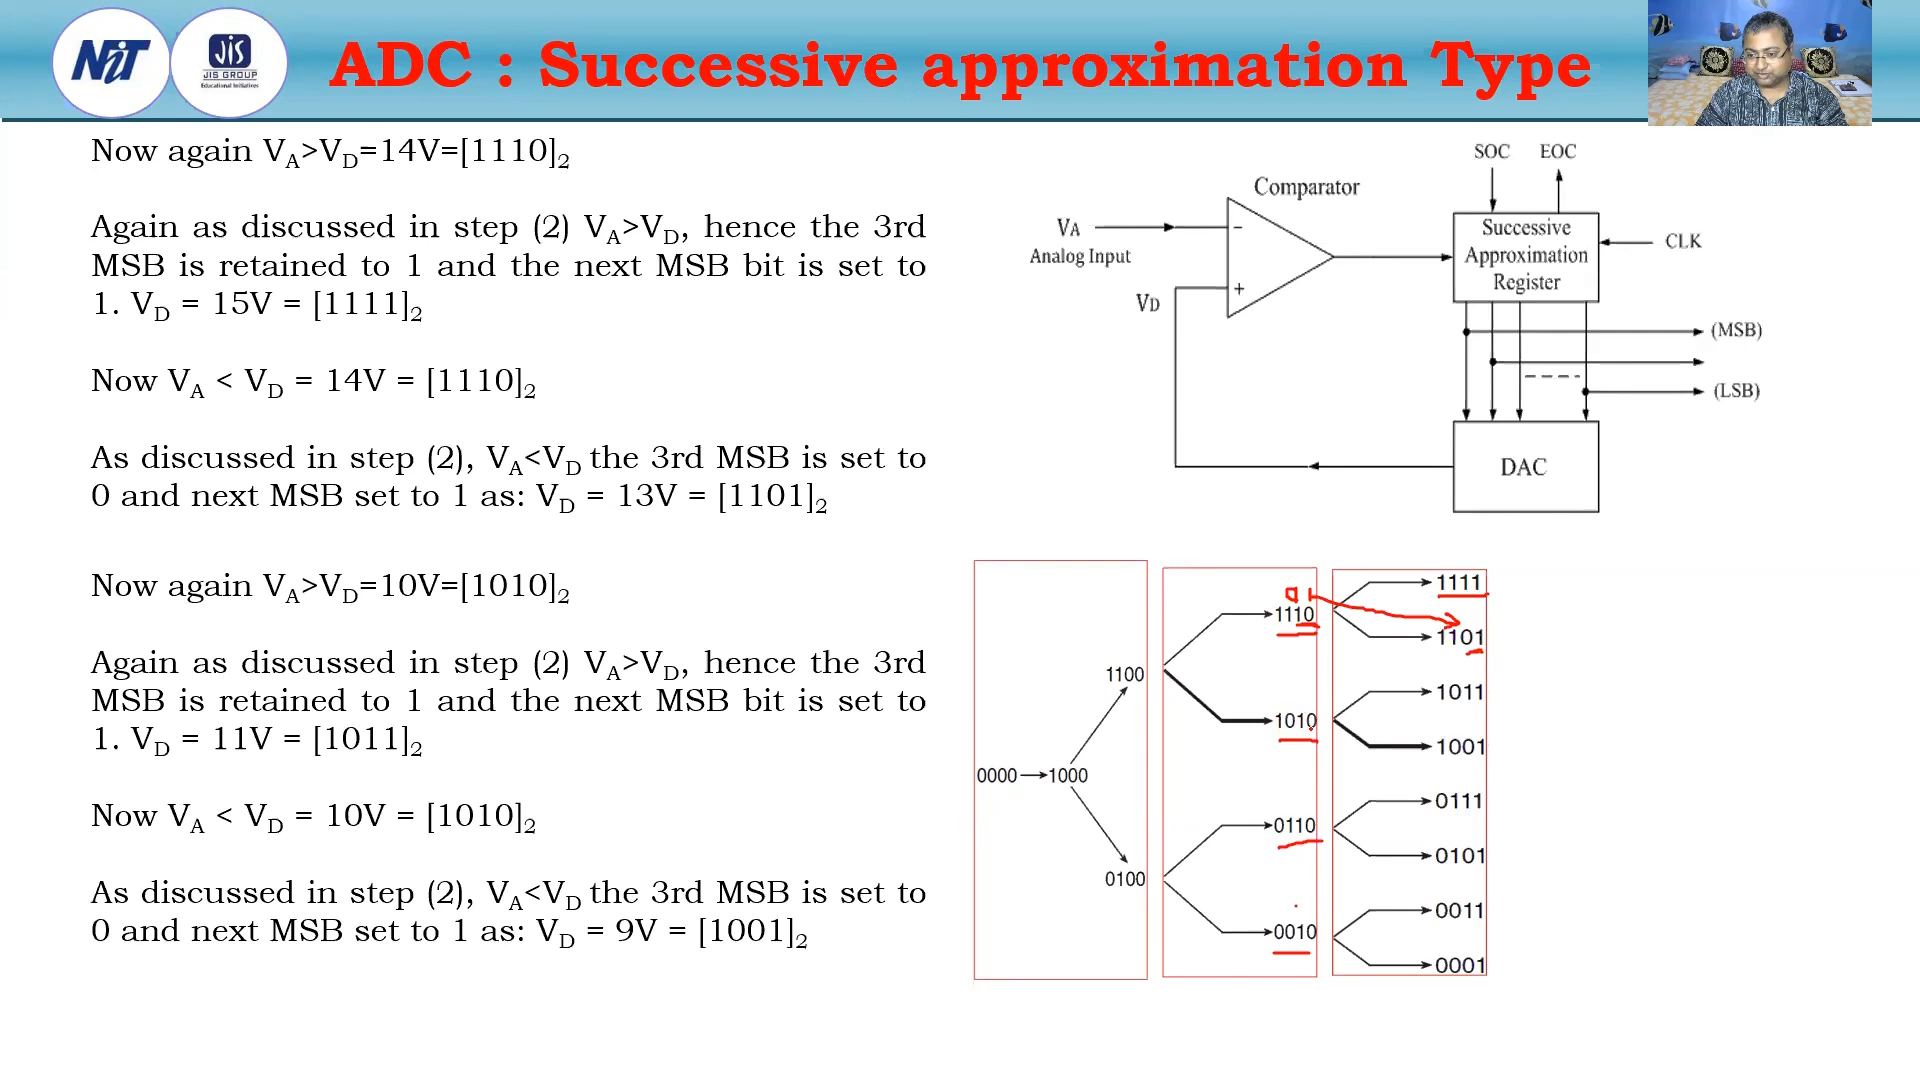 NiT
JIS
JIS GROUP
Educational Initiatives
ADC : Successive approximation Type
Now again VA>VD=14V=[1110]2
Again as discussed in step (2) VA>VD, hence the 3rd
MSB is retained to 1 and the next MSB bit is set to
1. VD = 15V = [1111]2
Now VA < VD = 14V = [1110]2
As discussed in step (2), VA<VD the 3rd MSB is set to
0 and next MSB set to 1 as: VD = 13V = [1101]2
Now again VA>VD=10V=[1010]2
Again as discussed in step (2) VA>VD, hence the 3rd
MSB is retained to 1 and the next MSB bit is set to
1. VD = 11V = [1011]2
Now VA < VD = 10V = [1010]2
As discussed in step (2), VA<VD the 3rd MSB is set to
0 and next MSB set to 1 as: VD = 9V = [1001]2
SOC EOC
Comparator
VA
Analog Input
−
+
VD
Successive
Approximation
Register
CLK
(MSB)
(LSB)
DAC
0000
1000
1100
0100
01
1110
1010
0110
0010
1111
1101
1011
1001
0111
0101
0011
0001